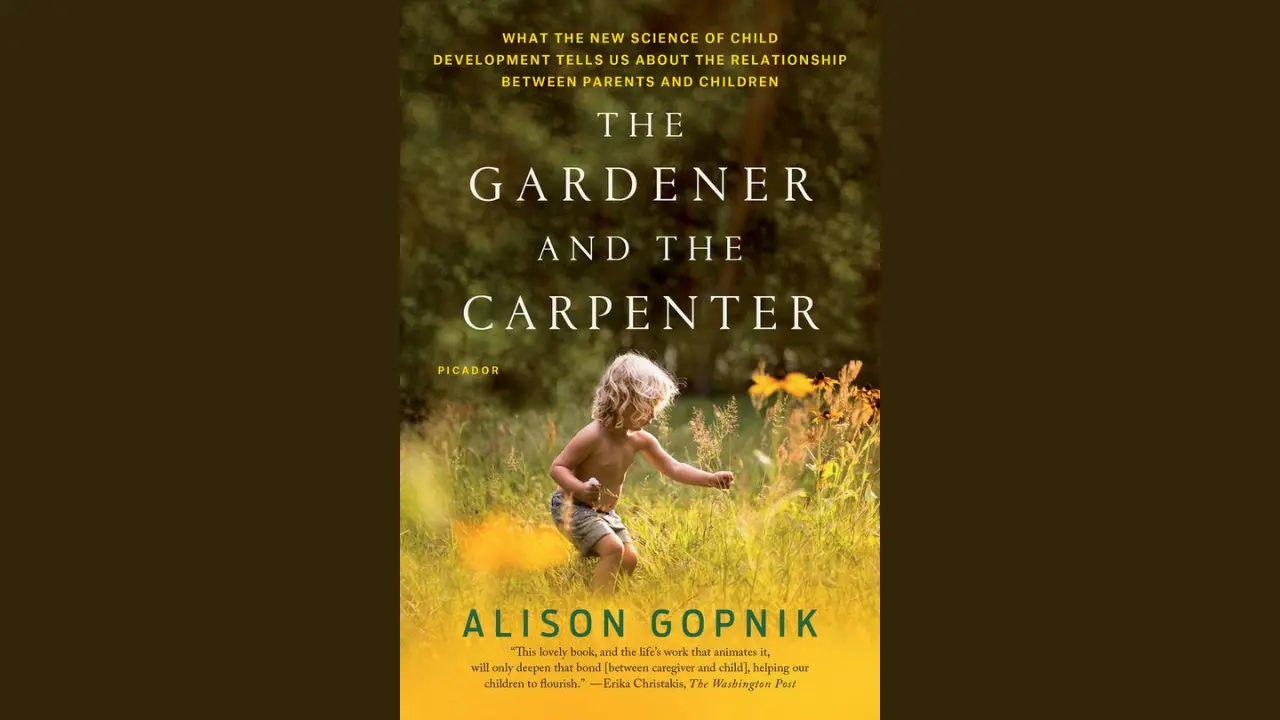 WHAT THE NEW SCIENCE OF CHILD
DEVELOPMENT TELLS US ABOUT THE RELATIONSHIP
BETWEEN PARENTS AND CHILDREN
THE
GARDENER
AND THE
CARPENTER
PICADOR
ALISON GOPNIK
“This lovely book, and the life’s work that animates it,
will only deepen that bond [between caregiver and child], helping our
children to flourish.” —Erika Christakis, The Washington Post